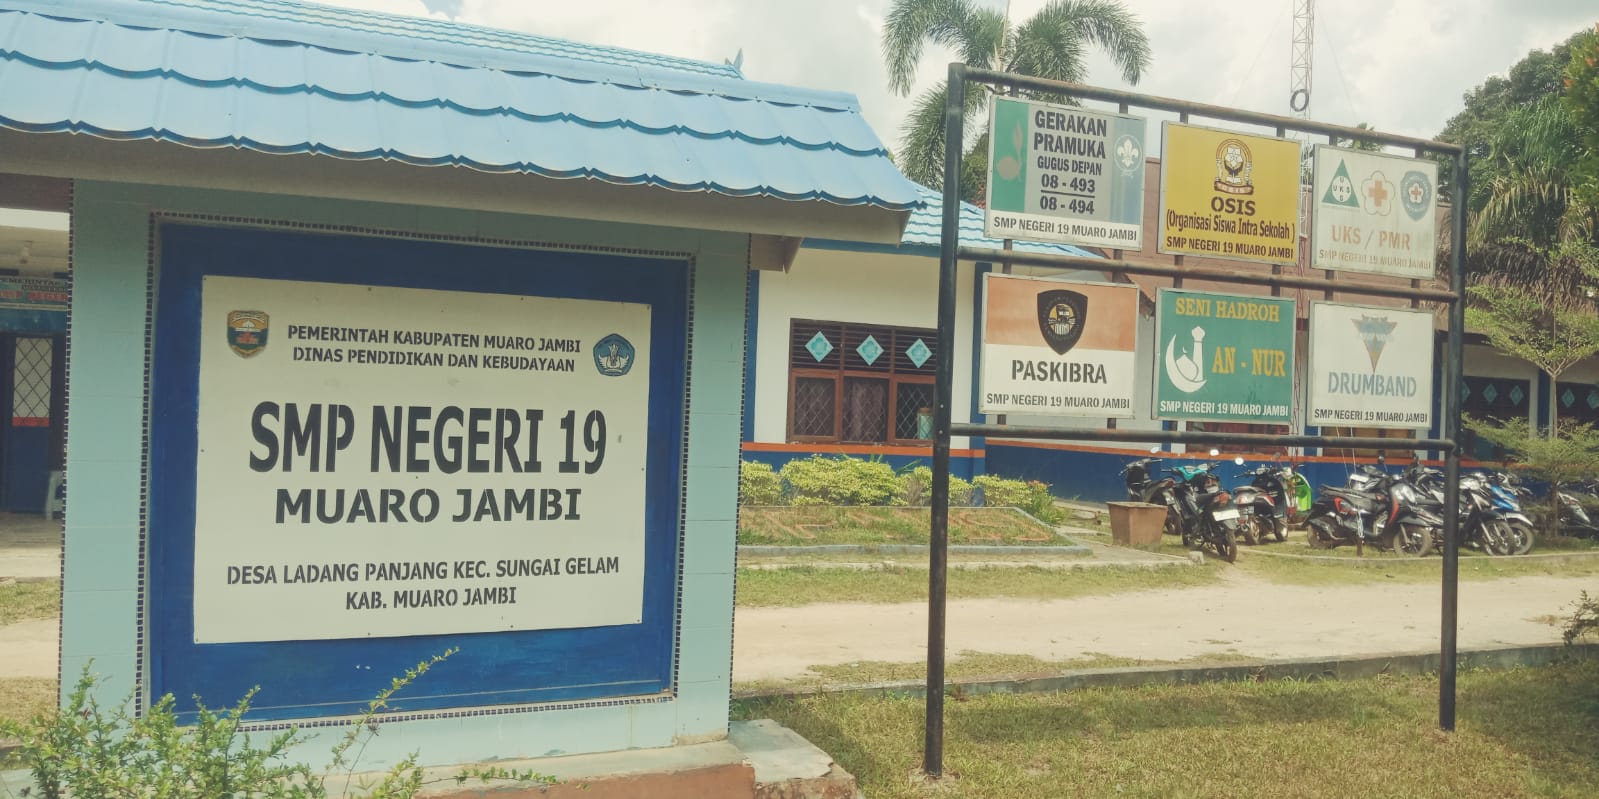 PEMERINTAH KABUPATEN MUARO JAMBI
DINAS PENDIDIKAN DAN KEBUDAYAAN
SMP NEGERI 19
MUARO JAMBI
DESA LADANG PANJANG KEC. SUNGAI GELAM
KAB. MUARO JAMBI
GERAKAN
PRAMUKA
GUGUS DEPAN
08 - 493
08 - 494
SMP NEGERI 19 MUARO JAMBI
OSIS
OSIS
(Organisasi Siswa Intra Sekolah)
SMP NEGERI 19 MUARO JAMBI
UKS
UKS / PMR
SMP NEGERI 19 MUARO JAMBI
PASKIBRA
SMP NEGERI 19 MUARO JAMBI
SENI HADROH
AN - NUR
SMP NEGERI 19 MUARO JAMBI
DRUMBAND
SMP NEGERI 19 MUARO JAMBI